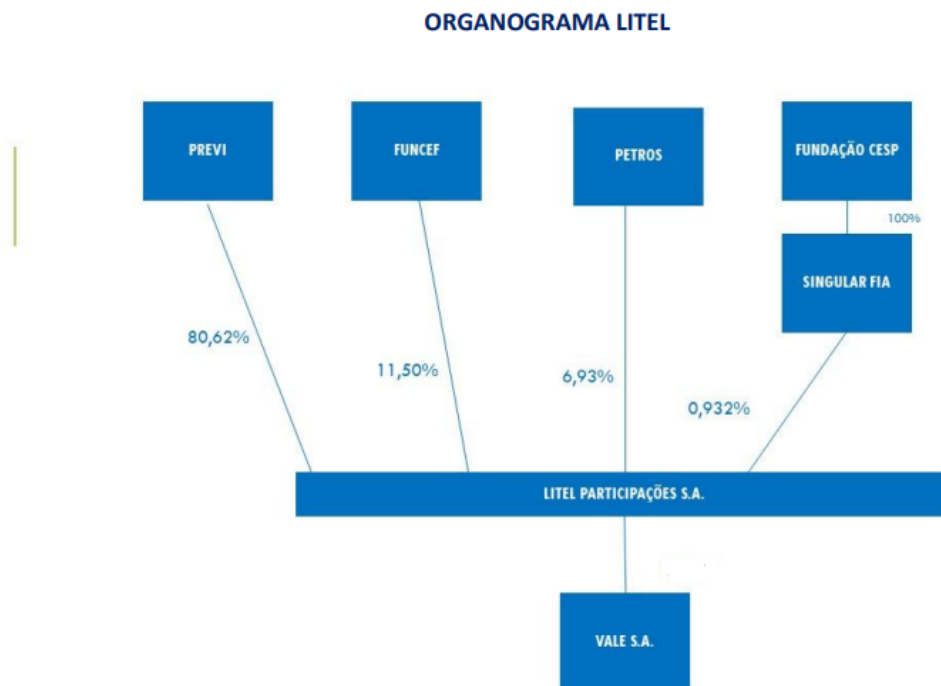 ORGANOGRAMA LITEL
PREVI
FUNCEF
PETROS
FUNDAÇÃO CESP
100%
SINGULAR FIA
80,62%
11,50%
6,93%
0,932%
LITEL PARTICIPAÇÕES S.A.
VALE S.A.